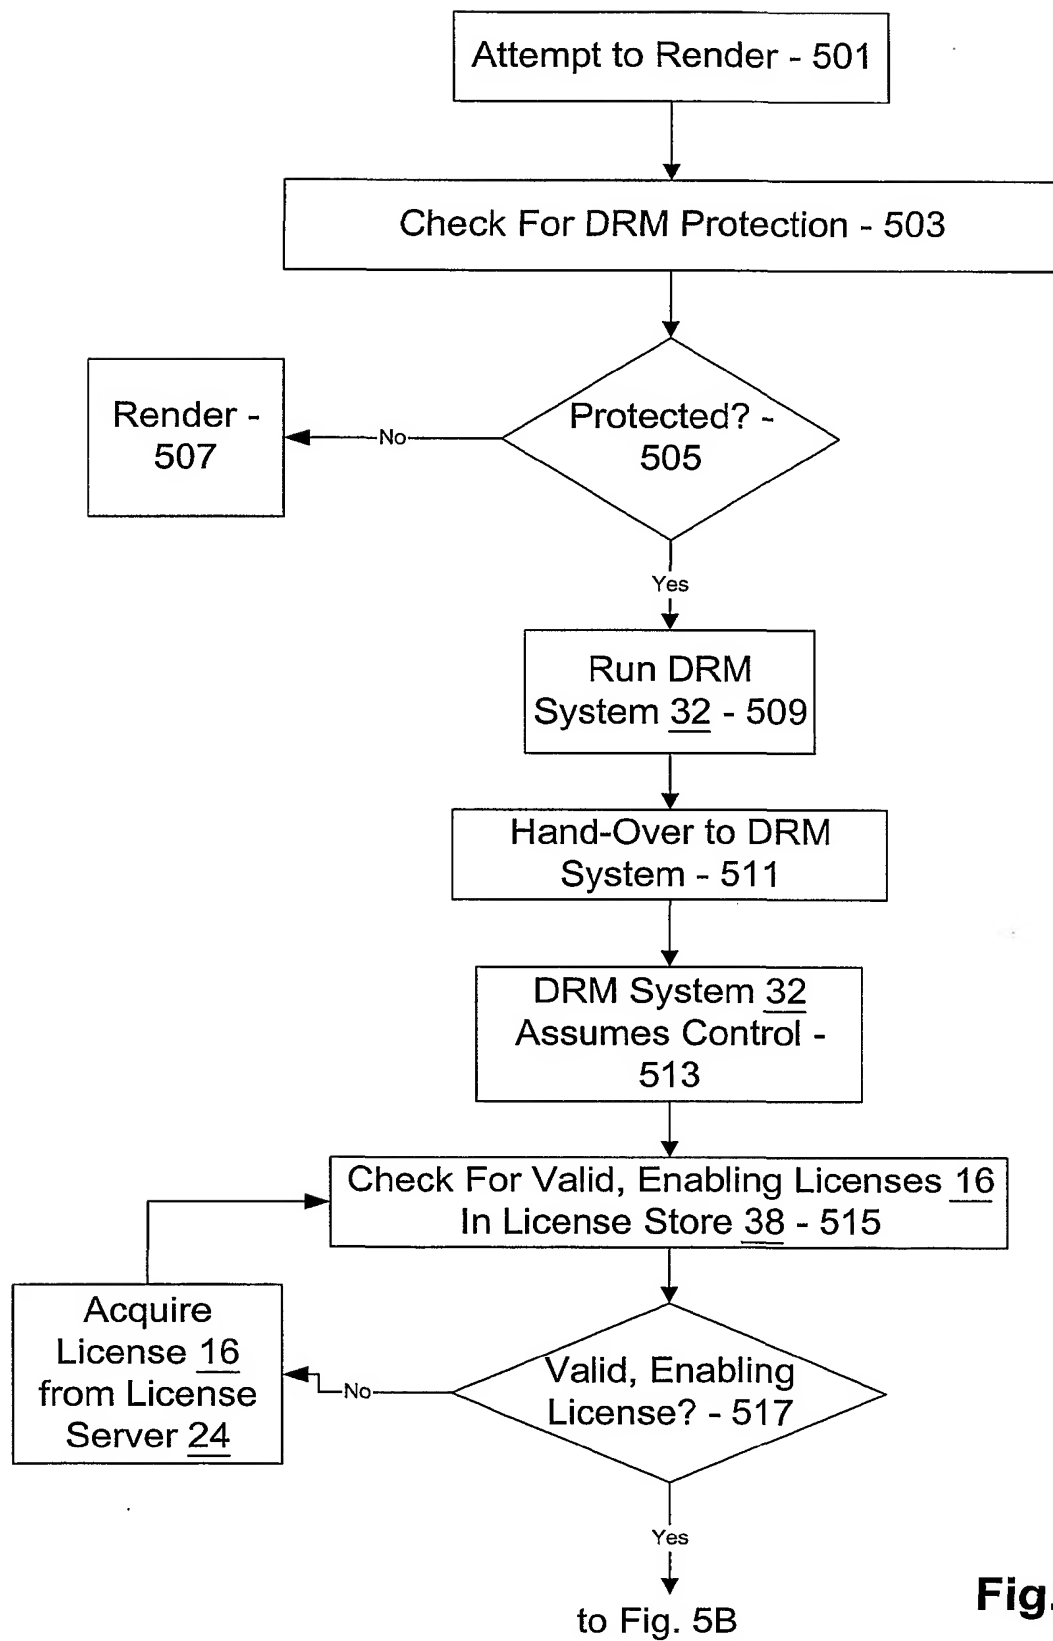 Attempt to Render - 501
Check For DRM Protection - 503
Protected? -
505
No
Render -
507
Yes
Run DRM
System 32 - 509
Hand-Over to DRM
System - 511
DRM System 32
Assumes Control -
513
Check For Valid, Enabling Licenses 16
In License Store 38 - 515
Acquire
License 16
from License
Server 24
No
Valid, Enabling
License? - 517
Yes
to Fig. 5B
Fig.